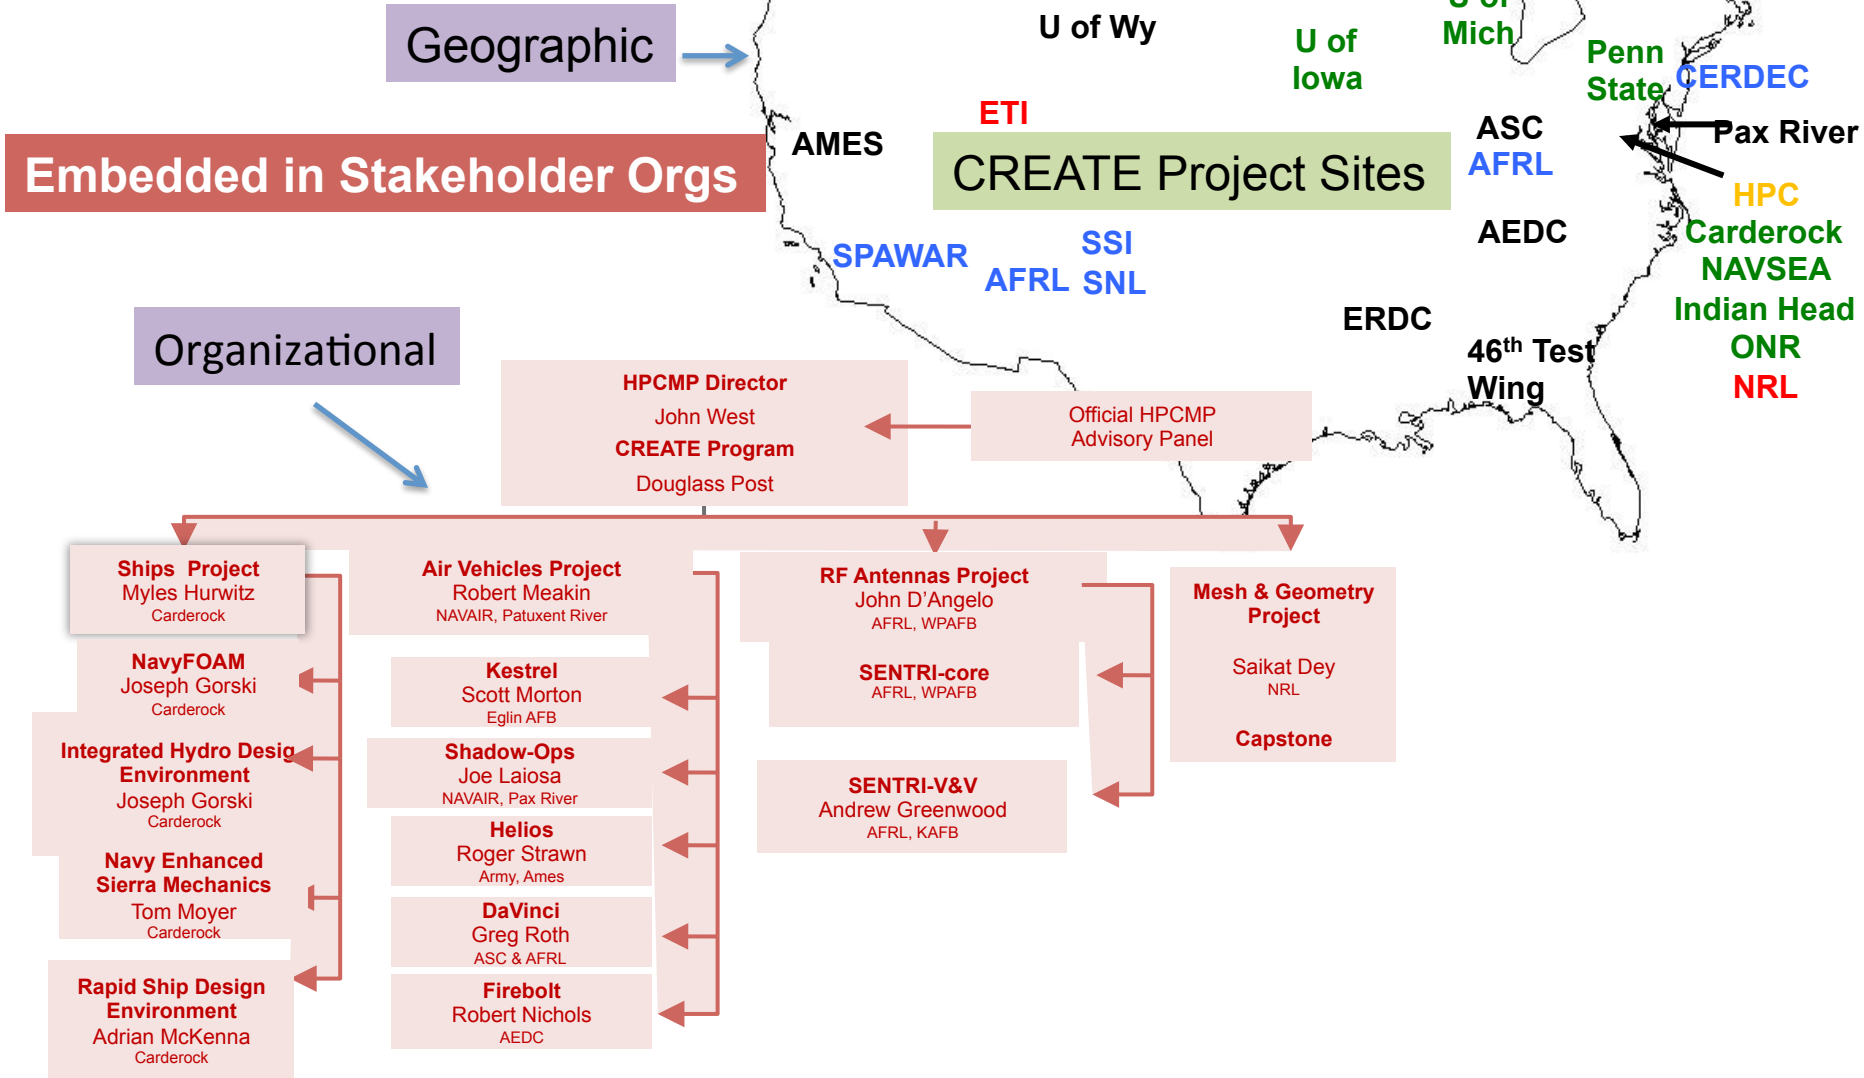 Geographic
U of Wy
U of
Iowa
U of
Mich
Penn
State
CERDEC
ETI
AMES
ASC
AFRL
Pax River
Embedded in Stakeholder Orgs
CREATE Project Sites
HPC
Carderock
NAVSEA
Indian Head
ONR
NRL
AEDC
SPAWAR
AFRL
SSI
SNL
ERDC
46th Test
Wing
Organizational
HPCMP Director
John West
CREATE Program
Douglass Post
Official HPCMP
Advisory Panel
Ships Project
Myles Hurwitz
Carderock
NavyFOAM
Joseph Gorski
Carderock
Integrated Hydro Desig
Environment
Joseph Gorski
Carderock
Navy Enhanced
Sierra Mechanics
Tom Moyer
Carderock
Rapid Ship Design
Environment
Adrian McKenna
Carderock
Air Vehicles Project
Robert Meakin
NAVAIR, Patuxent River
Kestrel
Scott Morton
Eglin AFB
Shadow-Ops
Joe Laiosa
NAVAIR, Pax River
Helios
Roger Strawn
Army, Ames
DaVinci
Greg Roth
ASC & AFRL
Firebolt
Robert Nichols
AEDC
RF Antennas Project
John D’Angelo
AFRL, WPAFB
SENTRI-core
AFRL, WPAFB
SENTRI-V&V
Andrew Greenwood
AFRL, KAFB
Mesh & Geometry
Project
Saikat Dey
NRL
Capstone